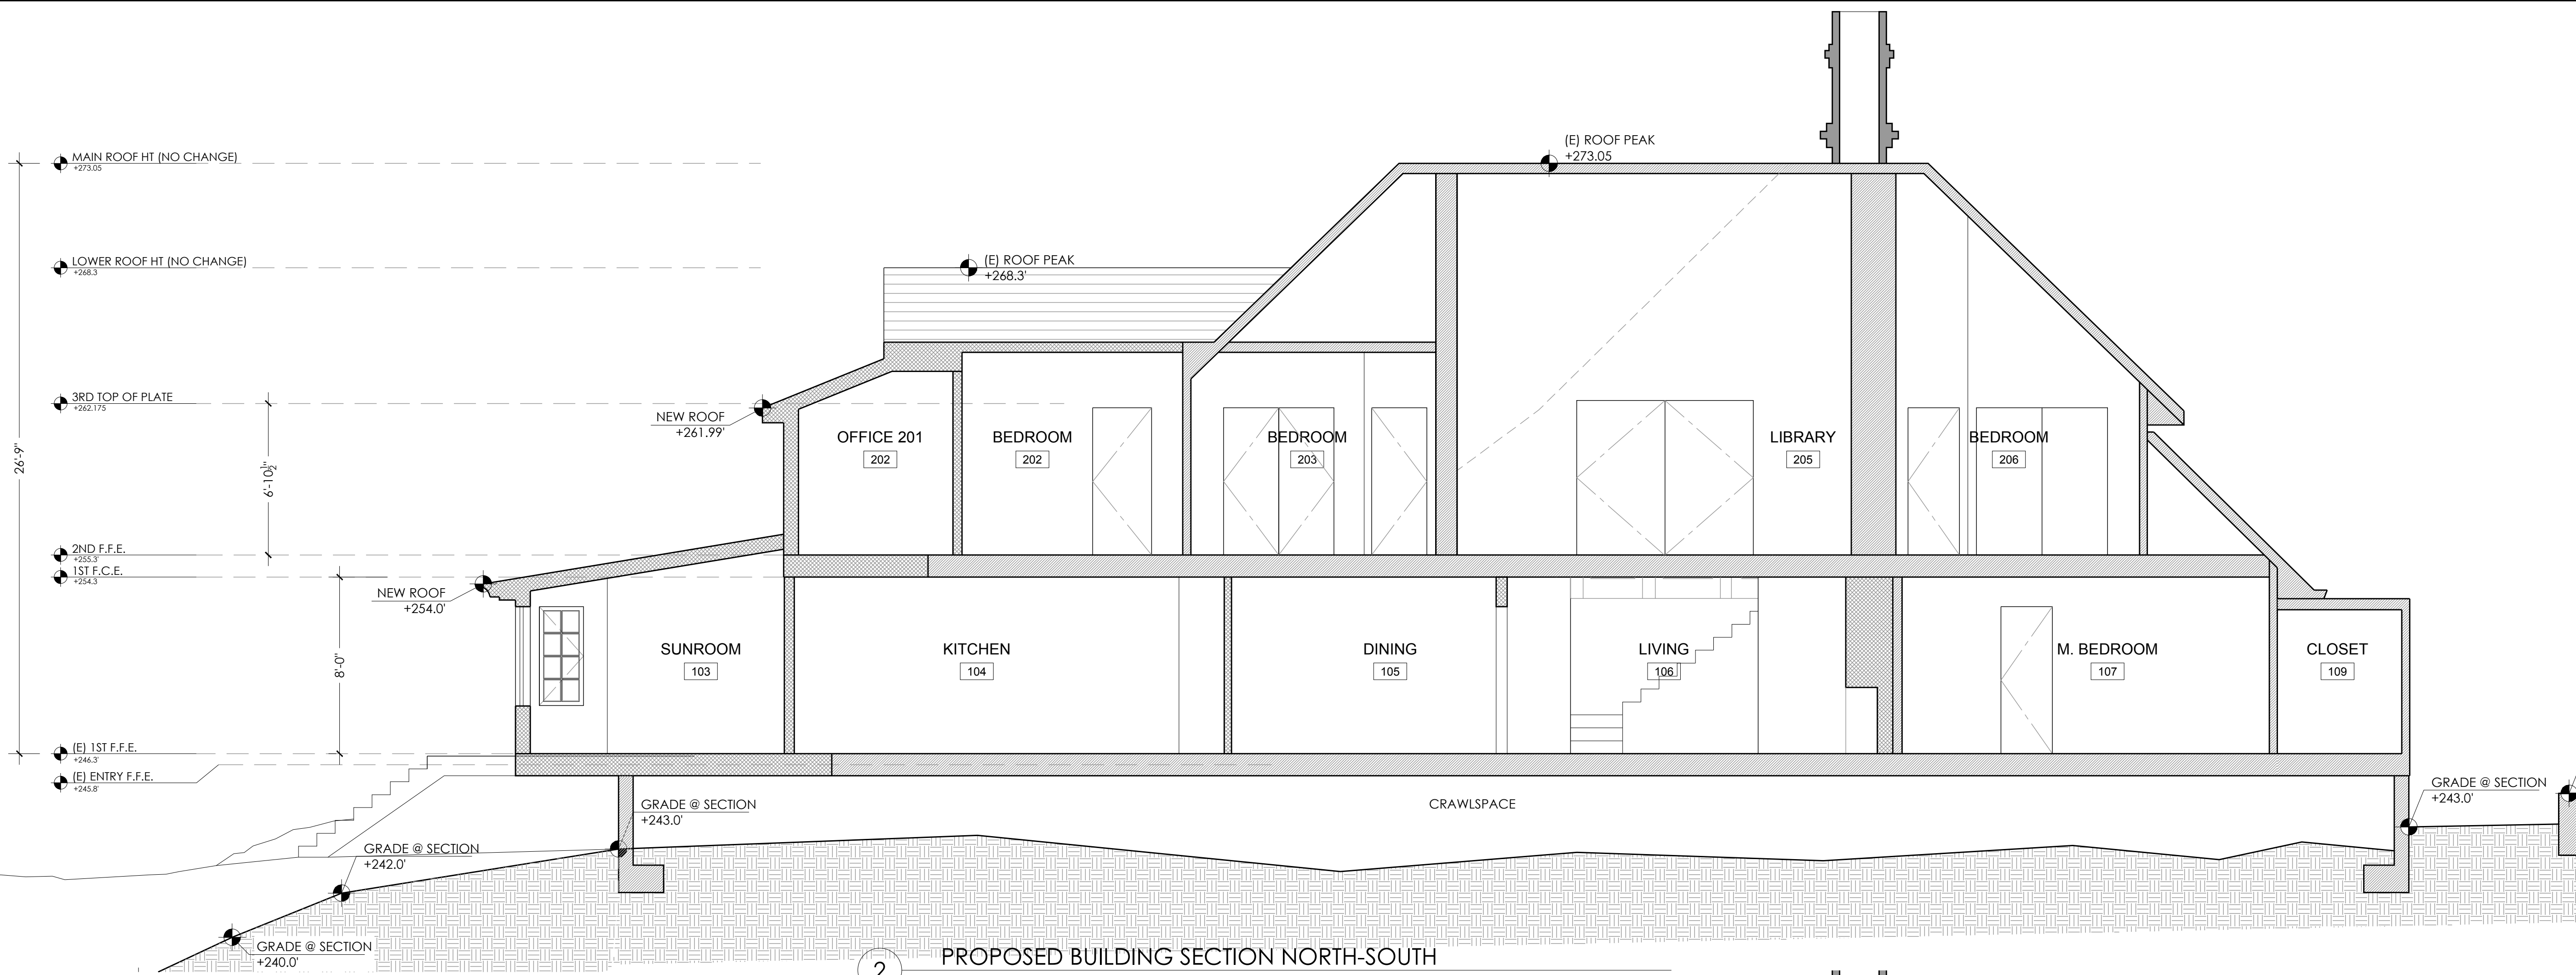 MAIN ROOF HT (NO CHANGE)
+273.05
LOWER ROOF HT (NO CHANGE)
+268.3
3RD TOP OF PLATE
+262.175
2ND F.F.E.
+255.3'
1ST F.C.E.
+254.3
(E) 1ST F.F.E.
+246.3'
(E) ENTRY F.F.E.
+245.8'
26'-9"
6'-10½"
8'-0"
(E) ROOF PEAK
+273.05
(E) ROOF PEAK
+268.3'
NEW ROOF
+261.99'
NEW ROOF
+254.0'
OFFICE 201
202
BEDROOM
202
BEDROOM
203
LIBRARY
205
BEDROOM
206
SUNROOM
103
KITCHEN
104
DINING
105
LIVING
106
M. BEDROOM
107
CLOSET
109
CRAWLSPACE
GRADE @ SECTION
+243.0'
GRADE @ SECTION
+242.0'
GRADE @ SECTION
+240.0'
GRADE @ SECTION
+243.0'
2
PROPOSED BUILDING SECTION NORTH-SOUTH